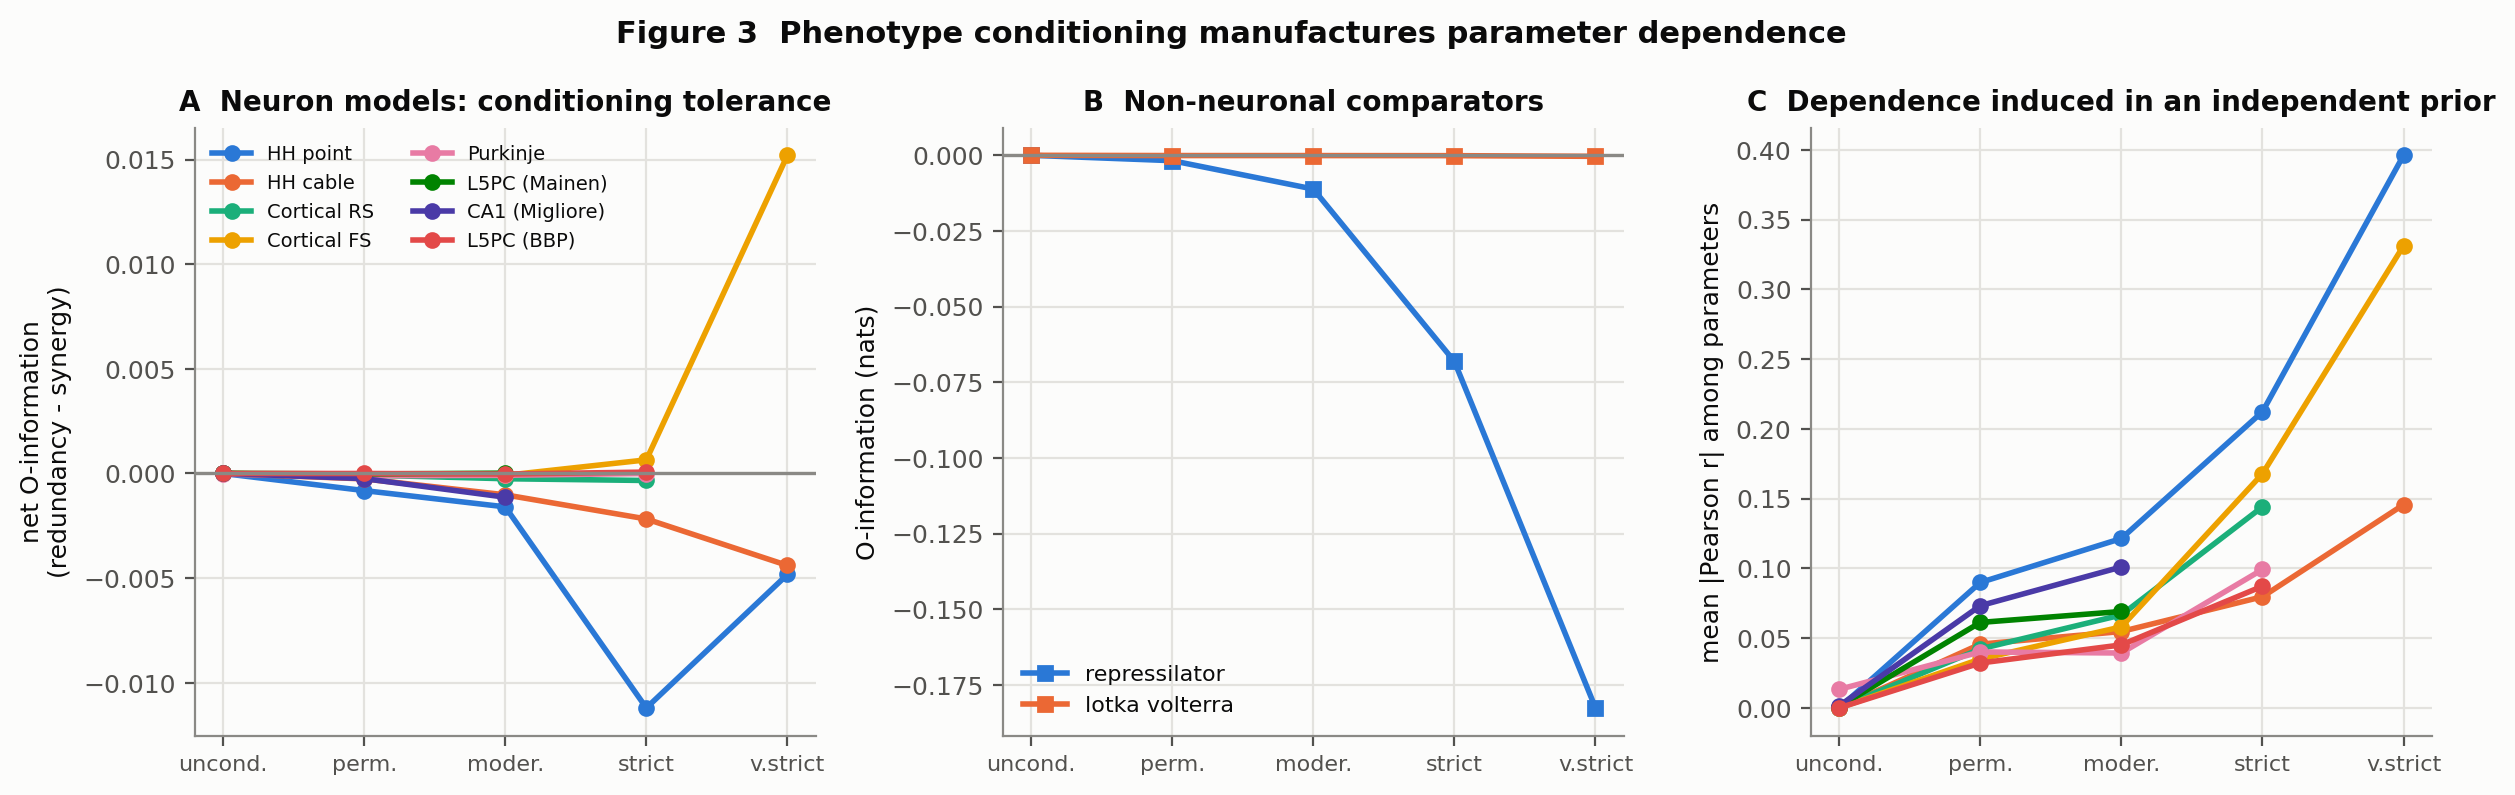 Figure 3  Phenotype conditioning manufactures parameter dependence
A  Neuron models: conditioning tolerance
net O-information
(redundancy - synergy)
0.015
0.010
0.005
0.000
−0.005
−0.010
HH point
HH cable
Cortical RS
Cortical FS
Purkinje
L5PC (Mainen)
CA1 (Migliore)
L5PC (BBP)
uncond.
perm.
moder.
strict
v.strict
B  Non-neuronal comparators
O-information (nats)
0.000
−0.025
−0.050
−0.075
−0.100
−0.125
−0.150
−0.175
repressilator
lotka volterra
uncond.
perm.
moder.
strict
v.strict
C  Dependence induced in an independent prior
mean |Pearson r| among parameters
0.40
0.35
0.30
0.25
0.20
0.15
0.10
0.05
0.00
uncond.
perm.
moder.
strict
v.strict